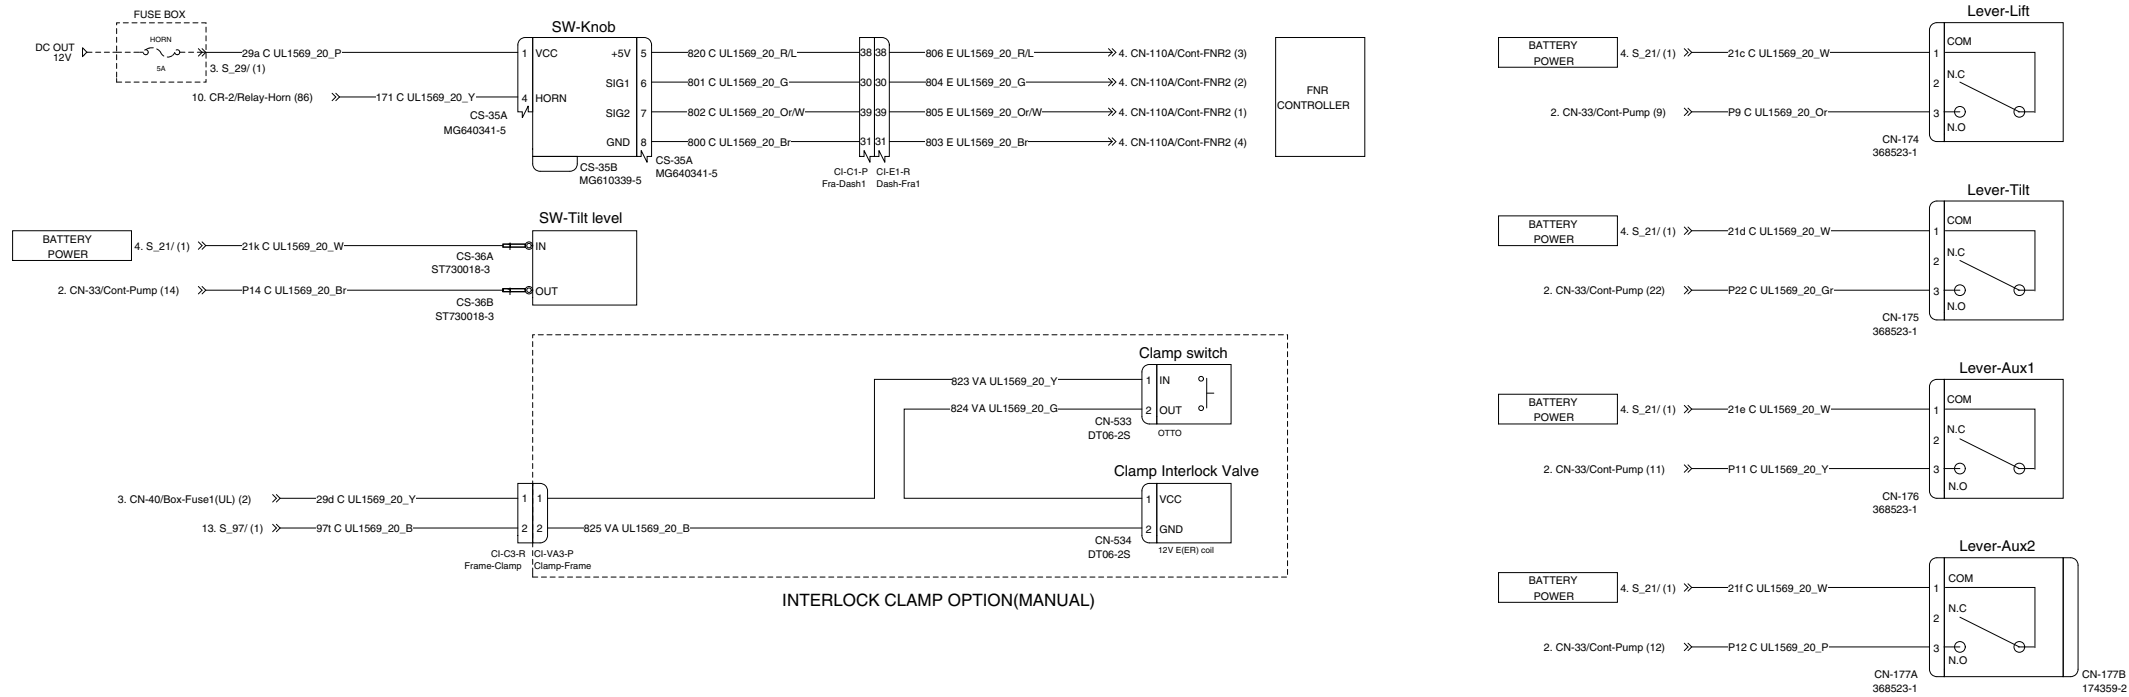 FUSE BOX
HORN
5A
DC OUT
12V
29a C UL1569_20_P
3. S_29/ (1)
10. CR-2/Relay-Horn (86)
171 C UL1569_20_Y
SW-Knob
1 VCC
4 HORN
+5V 5
SIG1 6
SIG2 7
GND 8
CS-35A
MG640341-5
CS-35B
MG610339-5
CS-35A
MG640341-5
820 C UL1569_20_R/L
801 C UL1569_20_G
802 C UL1569_20_Or/W
800 C UL1569_20_Br
38 38
30 30
39 39
31 31
CI-C1-P
Fra-Dash1
CI-E1-R
Dash-Fra1
806 E UL1569_20_R/L
804 E UL1569_20_G
805 E UL1569_20_Or/W
803 E UL1569_20_Br
4. CN-110A/Cont-FNR2 (3)
4. CN-110A/Cont-FNR2 (2)
4. CN-110A/Cont-FNR2 (1)
4. CN-110A/Cont-FNR2 (4)
FNR
CONTROLLER
SW-Tilt level
BATTERY
POWER
4. S_21/ (1)
21k C UL1569_20_W
1 IN
CS-36A
ST730018-3
2. CN-33/Cont-Pump (14)
P14 C UL1569_20_Br
1 OUT
CS-36B
ST730018-3
Clamp switch
823 VA UL1569_20_Y
1 IN
824 VA UL1569_20_G
2 OUT
CN-533
DT06-2S
OTTO
Clamp Interlock Valve
3. CN-40/Box-Fuse1(UL) (2)
29d C UL1569_20_Y
1 1
1 VCC
13. S_97/ (1)
97t C UL1569_20_B
2 2
825 VA UL1569_20_B
2 GND
CN-534
DT06-2S
12V E(ER) coil
CI-C3-R
Frame-Clamp
CI-VA3-P
Clamp-Frame
INTERLOCK CLAMP OPTION(MANUAL)
Lever-Lift
BATTERY
POWER
4. S_21/ (1)
21c C UL1569_20_W
1
COM
2
N.C
2. CN-33/Cont-Pump (9)
P9 C UL1569_20_Or
3
N.O
CN-174
368523-1
Lever-Tilt
BATTERY
POWER
4. S_21/ (1)
21d C UL1569_20_W
1
COM
2
N.C
2. CN-33/Cont-Pump (22)
P22 C UL1569_20_Gr
3
N.O
CN-175
368523-1
Lever-Aux1
BATTERY
POWER
4. S_21/ (1)
21e C UL1569_20_W
1
COM
2
N.C
2. CN-33/Cont-Pump (11)
P11 C UL1569_20_Y
3
N.O
CN-176
368523-1
Lever-Aux2
BATTERY
POWER
4. S_21/ (1)
21f C UL1569_20_W
1
COM
2
N.C
2. CN-33/Cont-Pump (12)
P12 C UL1569_20_P
3
N.O
CN-177A
368523-1
CN-177B
174359-2